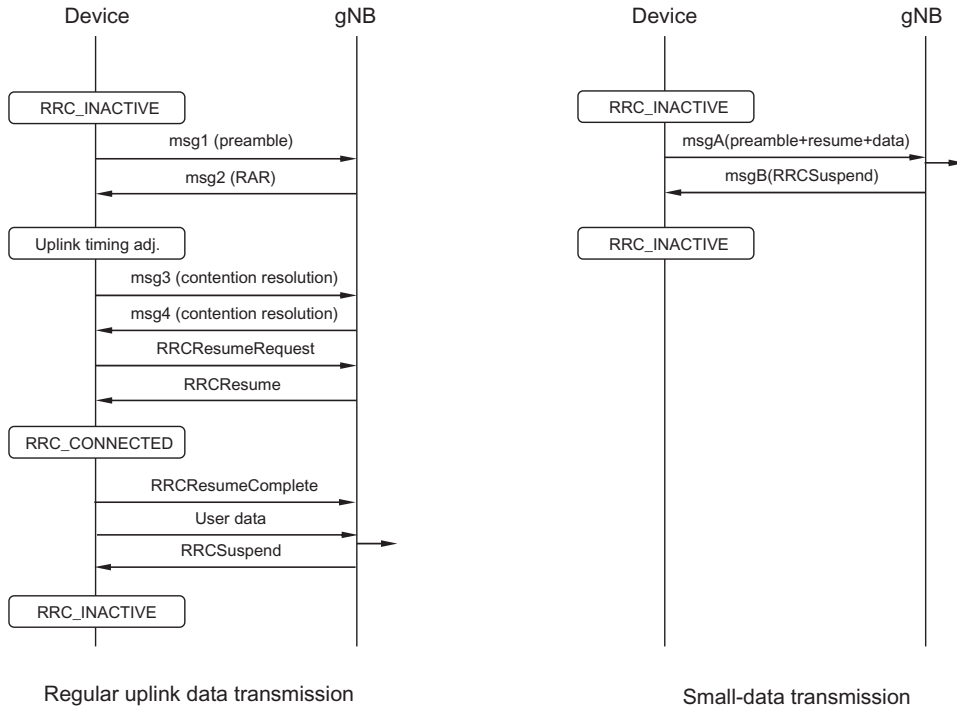 Device
gNB
RRC_INACTIVE
msg1 (preamble)
msg2 (RAR)
Uplink timing adj.
msg3 (contention resolution)
msg4 (contention resolution)
RRCResumeRequest
RRCResume
RRC_CONNECTED
RRCResumeComplete
User data
RRCSuspend
RRC_INACTIVE
Regular uplink data transmission
Device
gNB
RRC_INACTIVE
msgA(preamble+resume+data)
msgB(RRCSuspend)
RRC_INACTIVE
Small-data transmission